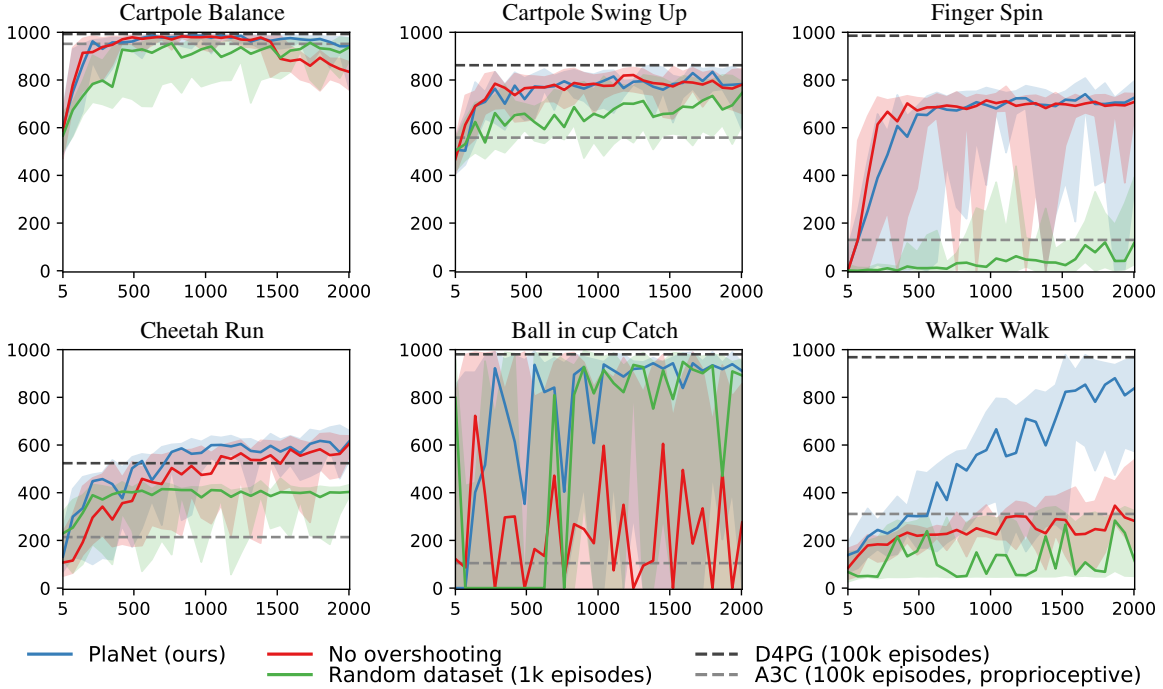 Cartpole Balance Cartpole Swing Up Finger Spin
1000 1000 1000
800 800 800
600 600 600
400 400 400
200 200 200
0 0 0
5 500 1000 1500 2000 5 500 1000 1500 2000 5 500 1000 1500 2000
Cheetah Run Ball in cup Catch Walker Walk
1000 1000 1000
800 800 800
600 600 600
400 400 400
200 200 200
0 0 0
5 500 1000 1500 2000 5 500 1000 1500 2000 5 500 1000 1500 2000
PlaNet (ours) No overshooting D4PG (100k episodes)
Random dataset (1k episodes) A3C (100k episodes, proprioceptive)